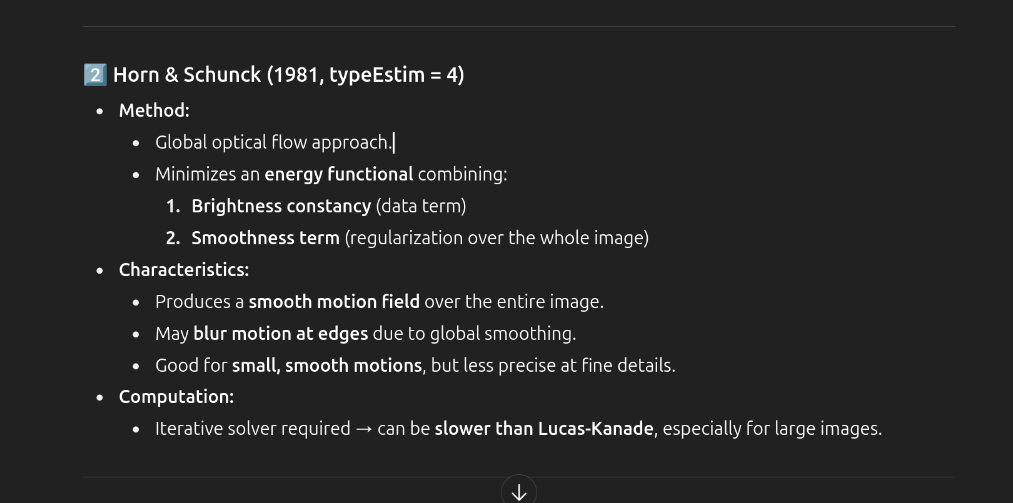 2 Horn & Schunck (1981, typeEstim = 4)
• Method:
• Global optical flow approach.
• Minimizes an energy functional combining:
1. Brightness constancy (data term)
2. Smoothness term (regularization over the whole image)
• Characteristics:
• Produces a smooth motion field over the entire image.
• May blur motion at edges due to global smoothing.
• Good for small, smooth motions, but less precise at fine details.
• Computation:
• Iterative solver required → can be slower than Lucas-Kanade, especially for large images.